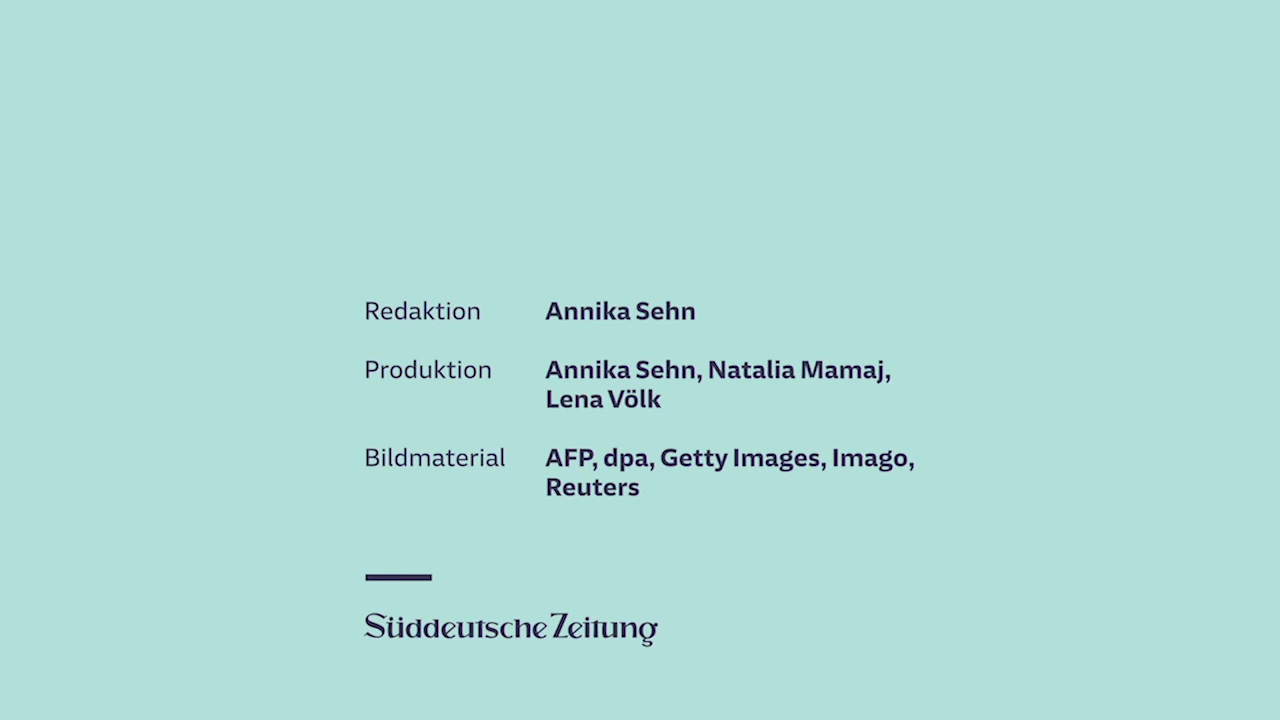 Redaktion Annika Sehn
Produktion Annika Sehn, Natalia Mamaj,
Lena Völk
Bildmaterial AFP, dpa, Getty Images, Imago,
Reuters
Süddeutsche Zeitung